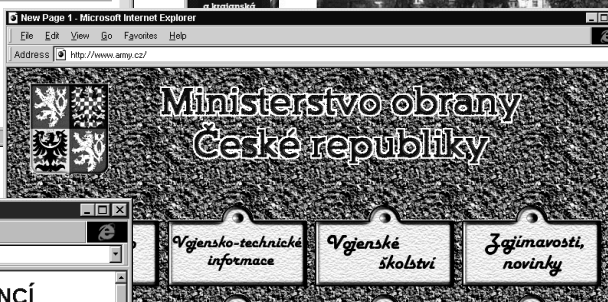 a krajanská
New Page 1 - Microsoft Internet Explorer
File Edit View Go Favorites Help
Address http://www.army.cz/
Ministerstvo obrany
České republiky
Vojensko-technické
informace
Vojenské
školství
Zajímavosti,
novinky
NCÍ